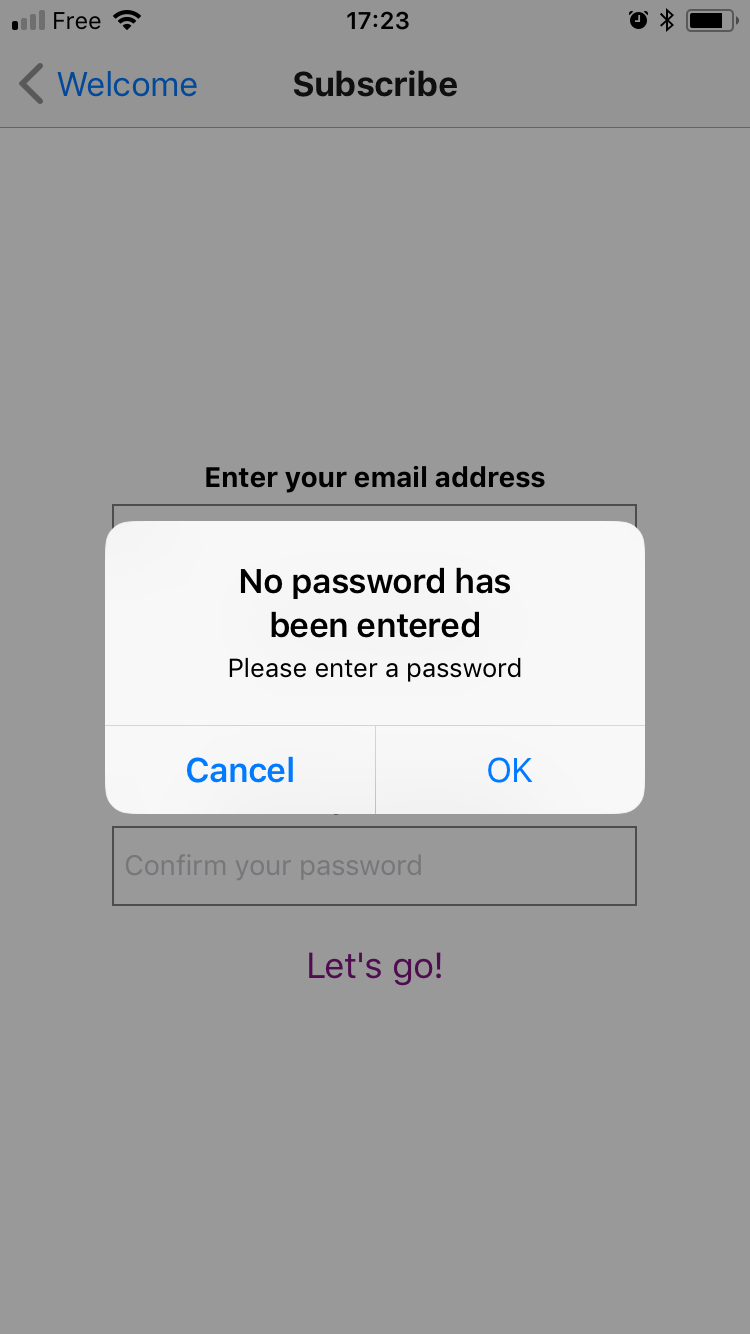 Free 17:23
Welcome Subscribe
Enter your email address
No password has
been entered
Please enter a password
Cancel OK
Confirm your password
Let's go!